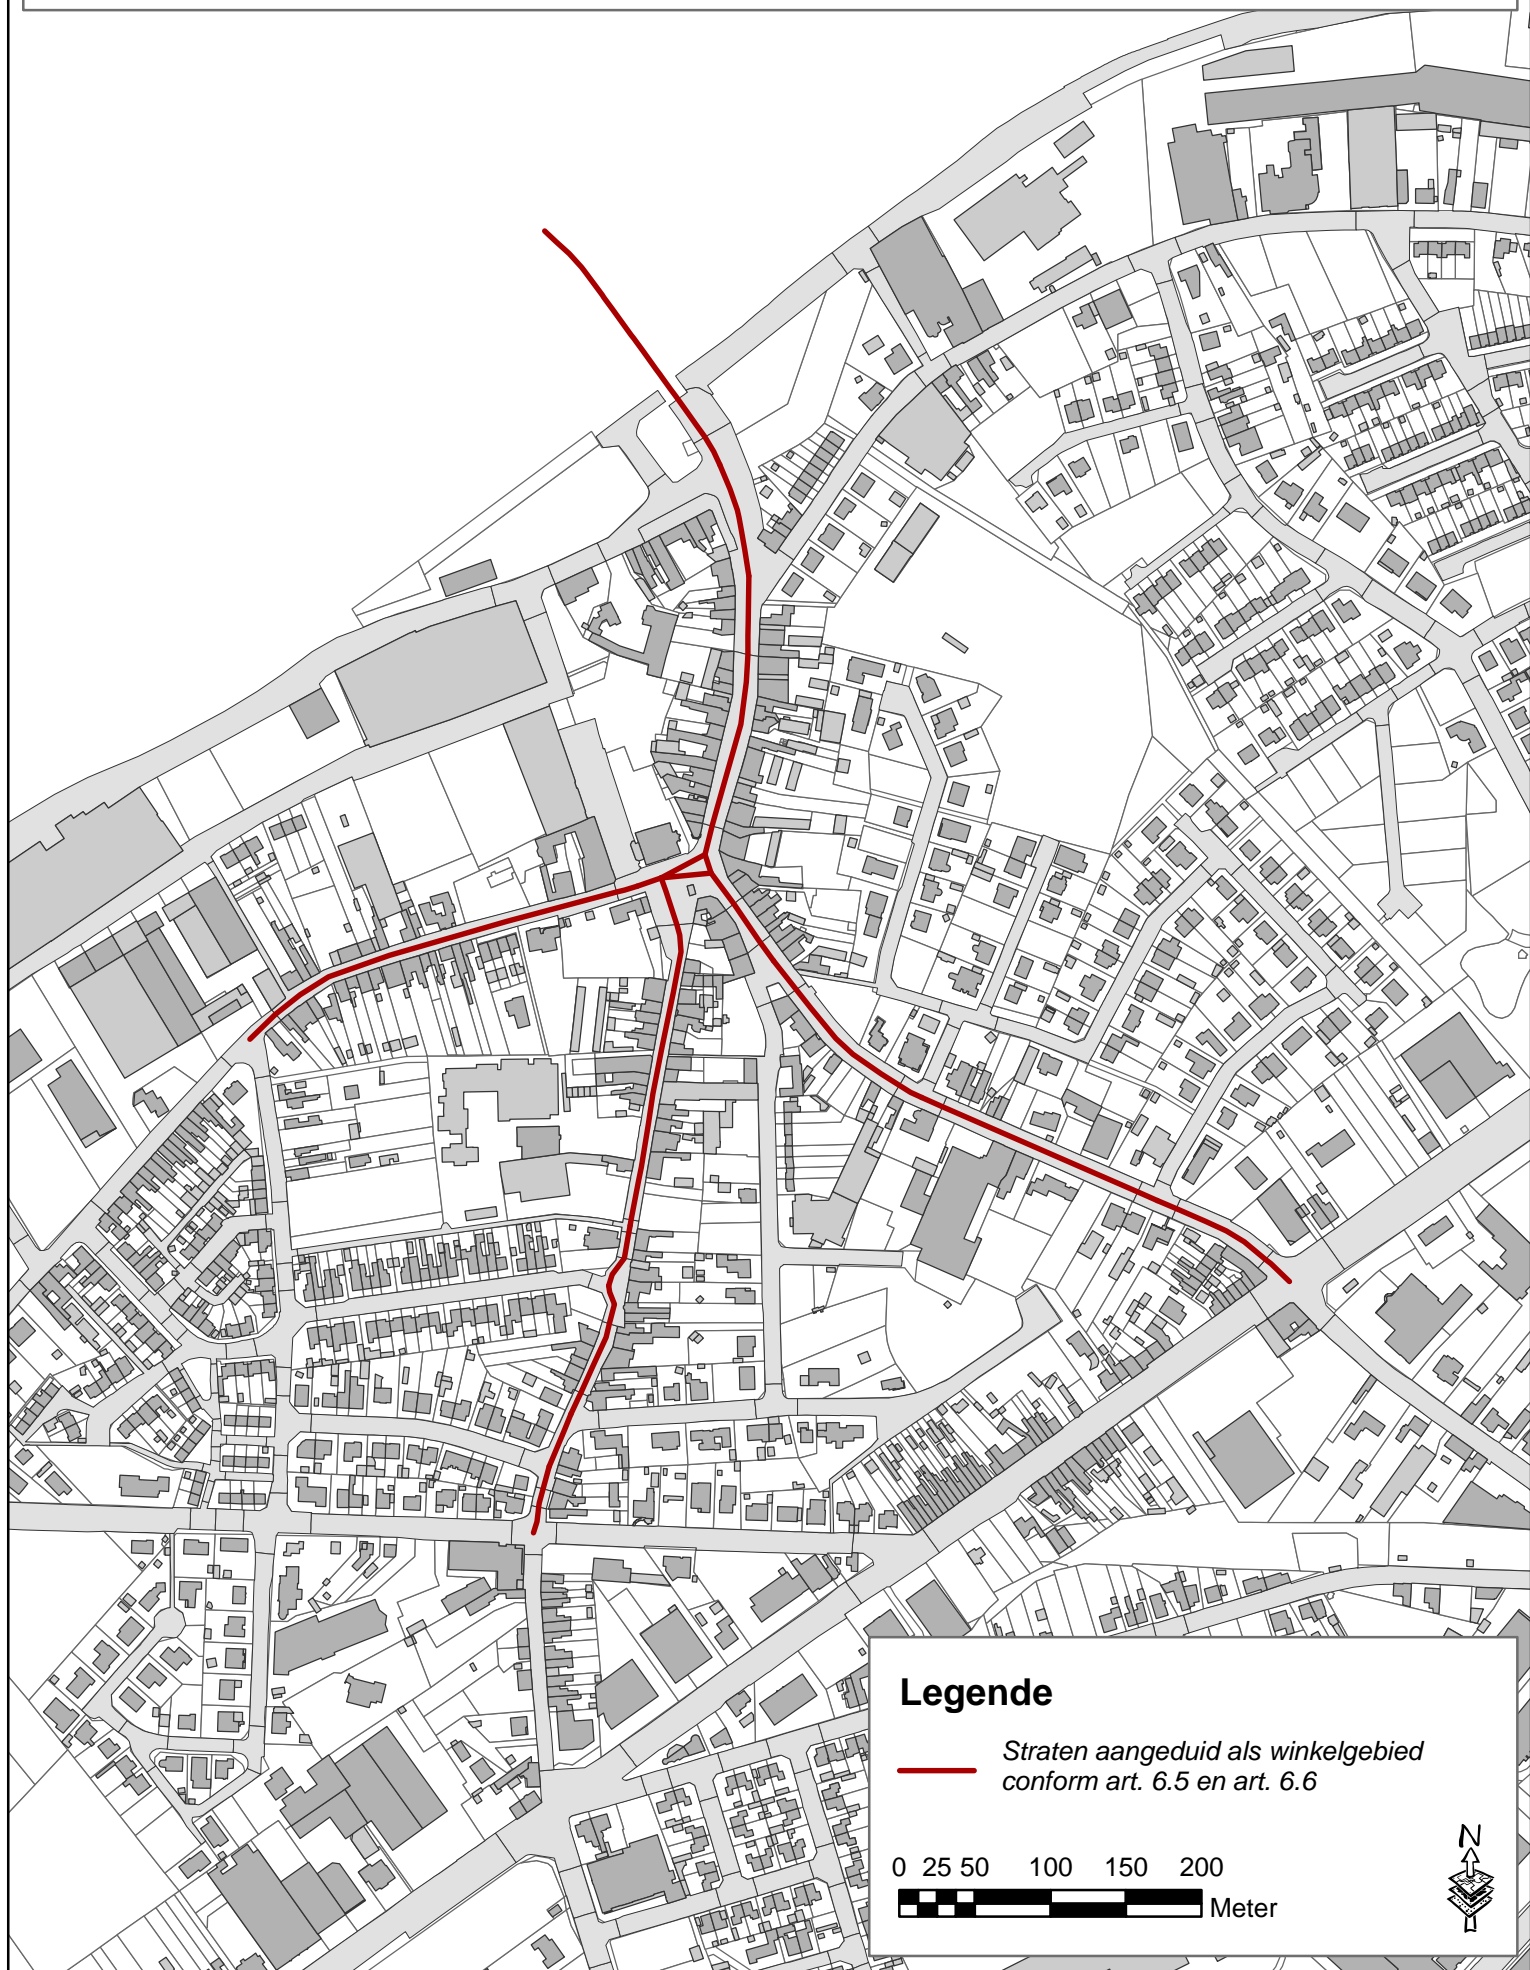 Legende
Straten aangeduid als winkelgebied
conform art. 6.5 en art. 6.6
N
0 25 50 100 150 200
Meter